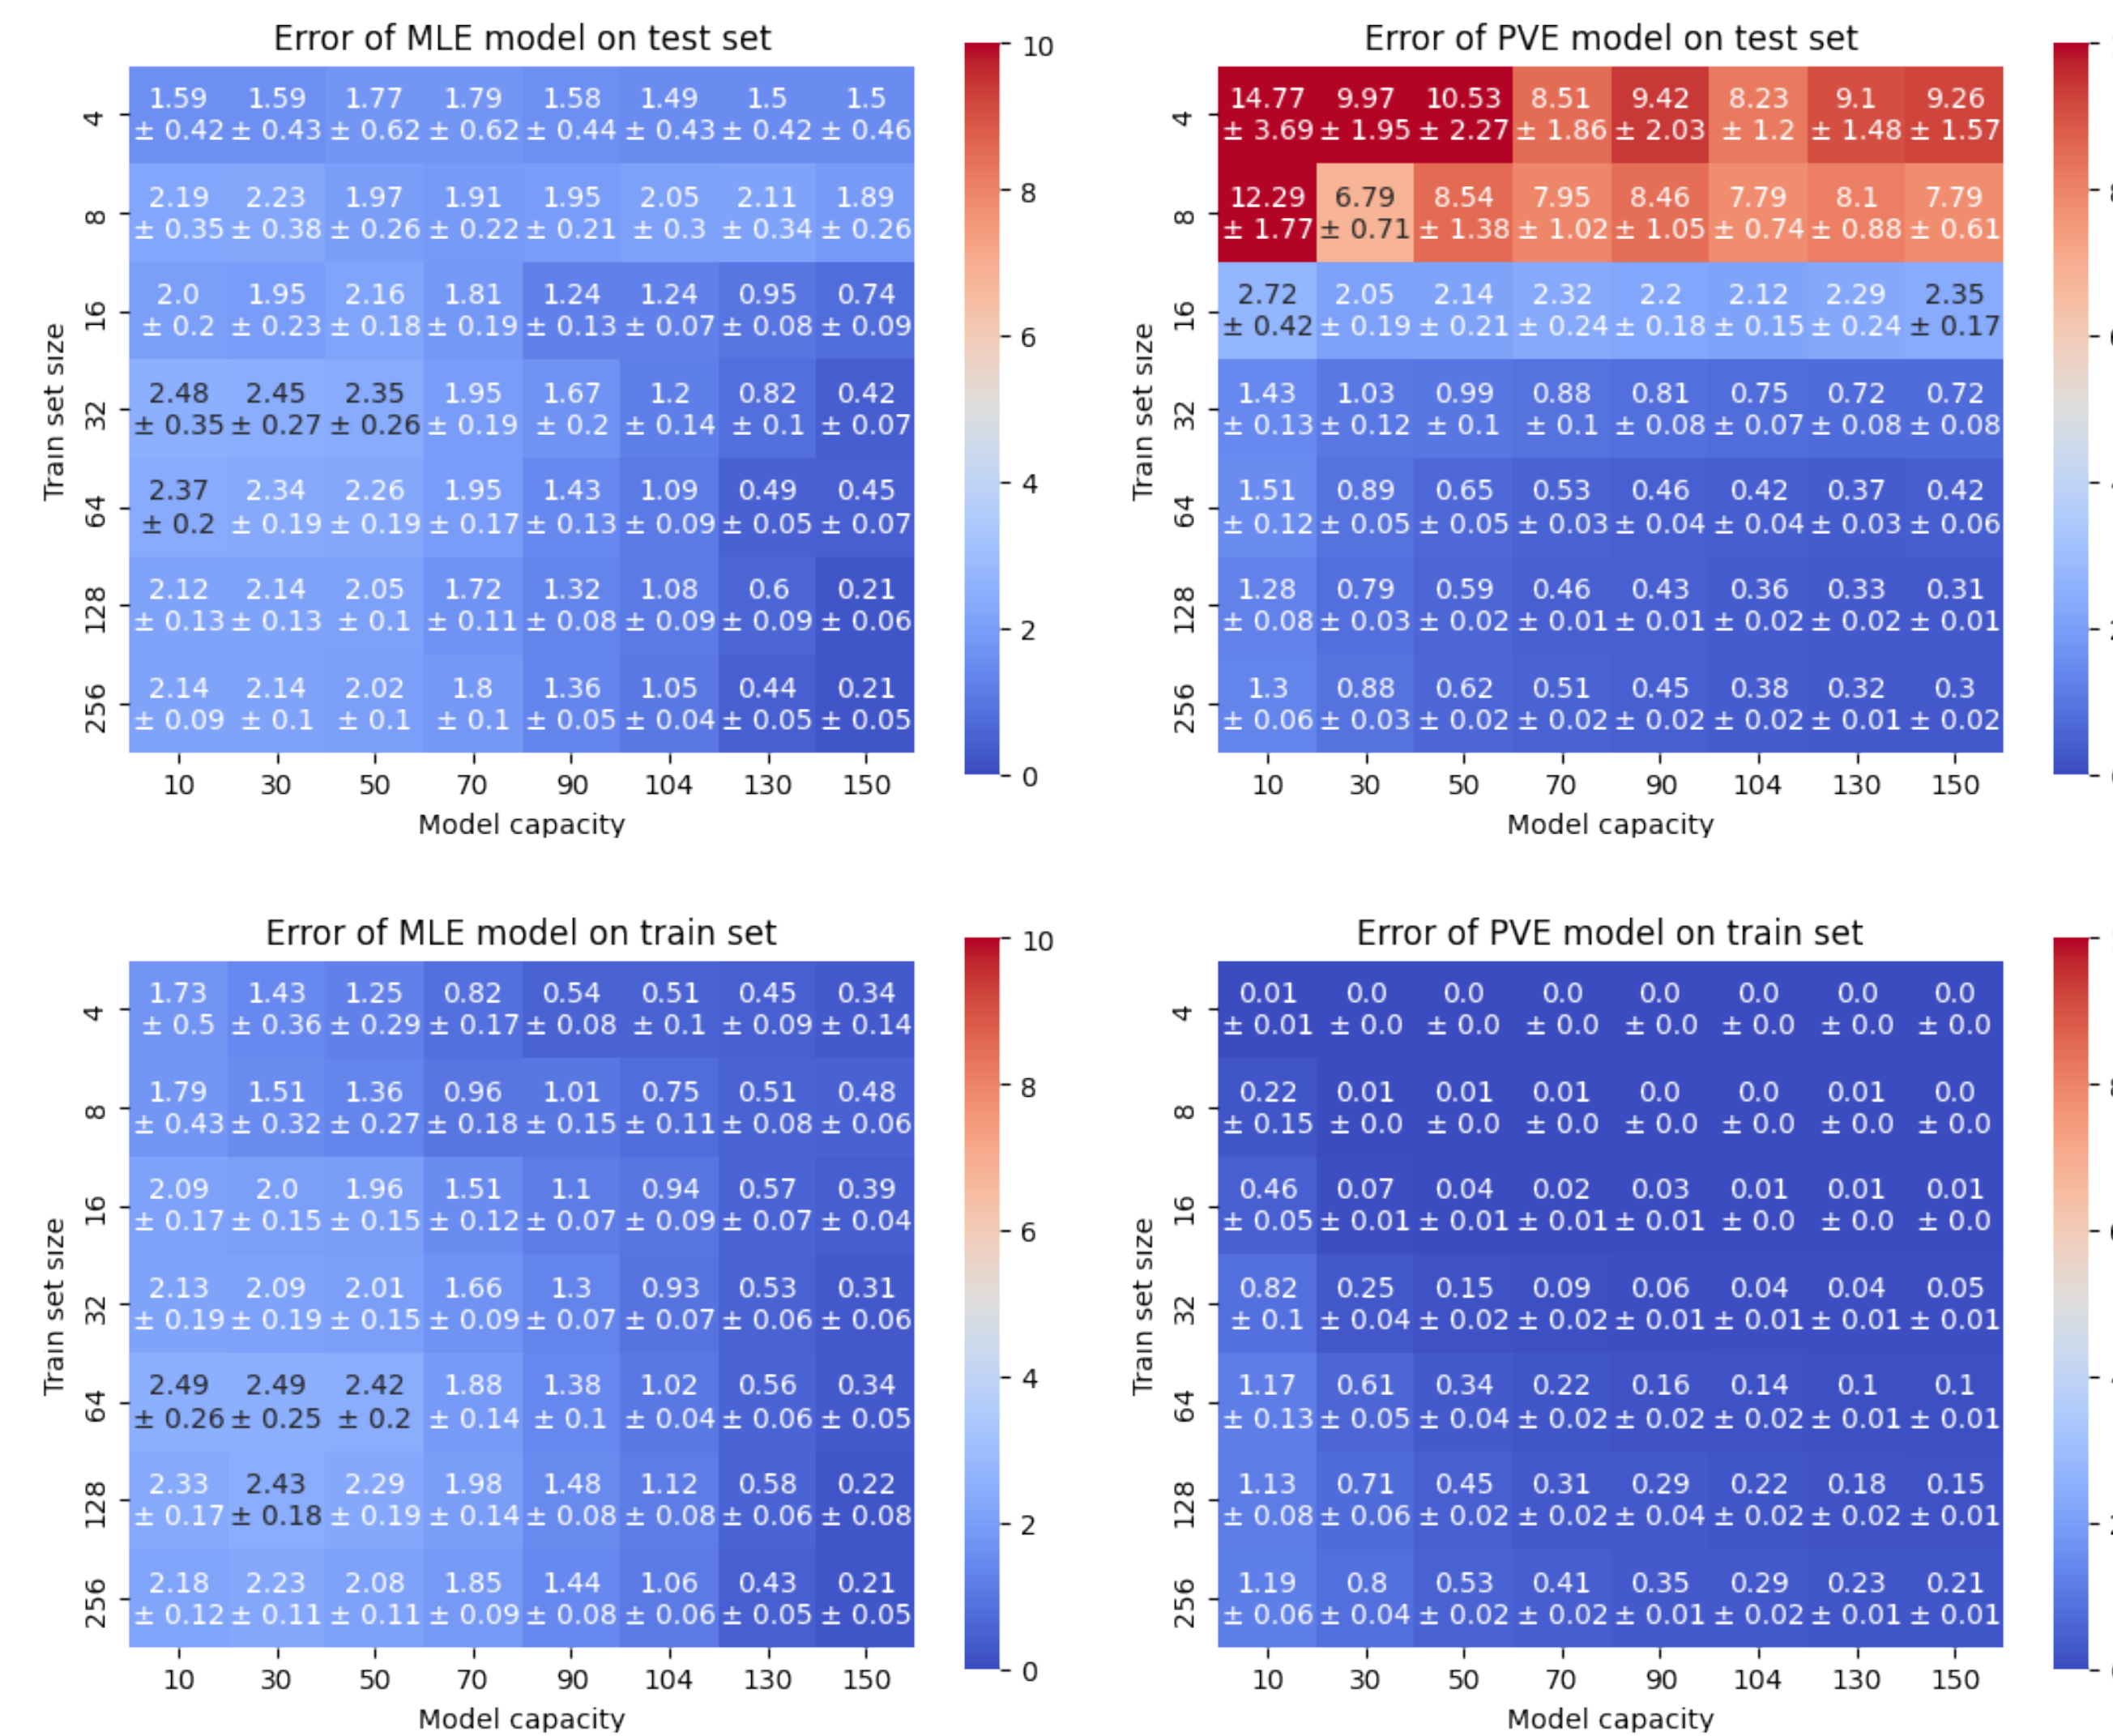 Error of MLE model on test set
4
1.59 1.59 1.77 1.79 1.58 1.49 1.5 1.5
± 0.42 ± 0.43 ± 0.62 ± 0.62 ± 0.44 ± 0.43 ± 0.42 ± 0.46
8
2.19 2.23 1.97 1.91 1.95 2.05 2.11 1.89
± 0.35 ± 0.38 ± 0.26 ± 0.22 ± 0.21 ± 0.3 ± 0.34 ± 0.26
16
2.0 1.95 2.16 1.81 1.24 1.24 0.95 0.74
± 0.2 ± 0.23 ± 0.18 ± 0.19 ± 0.13 ± 0.07 ± 0.08 ± 0.09
32
2.48 2.45 2.35 1.95 1.67 1.2 0.82 0.42
± 0.35 ± 0.27 ± 0.26 ± 0.19 ± 0.2 ± 0.14 ± 0.1 ± 0.07
64
2.37 2.34 2.26 1.95 1.43 1.09 0.49 0.45
± 0.2 ± 0.19 ± 0.19 ± 0.17 ± 0.13 ± 0.09 ± 0.05 ± 0.07
128
2.12 2.14 2.05 1.72 1.32 1.08 0.6 0.21
± 0.13 ± 0.13 ± 0.1 ± 0.11 ± 0.08 ± 0.09 ± 0.09 ± 0.06
256
2.14 2.14 2.02 1.8 1.36 1.05 0.44 0.21
± 0.09 ± 0.1 ± 0.1 ± 0.1 ± 0.05 ± 0.04 ± 0.05 ± 0.05
10 30 50 70 90 104 130 150
Model capacity
Train set size
10
8
6
4
2
0
Error of PVE model on test set
4
14.77 9.97 10.53 8.51 9.42 8.23 9.1 9.26
± 3.69 ± 1.95 ± 2.27 ± 1.86 ± 2.03 ± 1.2 ± 1.48 ± 1.57
8
12.29 6.79 8.54 7.95 8.46 7.79 8.1 7.79
± 1.77 ± 0.71 ± 1.38 ± 1.02 ± 1.05 ± 0.74 ± 0.88 ± 0.61
16
2.72 2.05 2.14 2.32 2.2 2.12 2.29 2.35
± 0.42 ± 0.19 ± 0.21 ± 0.24 ± 0.18 ± 0.15 ± 0.24 ± 0.17
32
1.43 1.03 0.99 0.88 0.81 0.75 0.72 0.72
± 0.13 ± 0.12 ± 0.1 ± 0.1 ± 0.08 ± 0.07 ± 0.08 ± 0.08
64
1.51 0.89 0.65 0.53 0.46 0.42 0.37 0.42
± 0.12 ± 0.05 ± 0.05 ± 0.03 ± 0.04 ± 0.04 ± 0.03 ± 0.06
128
1.28 0.79 0.59 0.46 0.43 0.36 0.33 0.31
± 0.08 ± 0.03 ± 0.02 ± 0.01 ± 0.01 ± 0.02 ± 0.02 ± 0.01
256
1.3 0.88 0.62 0.51 0.45 0.38 0.32 0.3
± 0.06 ± 0.03 ± 0.02 ± 0.02 ± 0.02 ± 0.02 ± 0.01 ± 0.02
10 30 50 70 90 104 130 150
Model capacity
Train set size
Error of MLE model on train set
4
1.73 1.43 1.25 0.82 0.54 0.51 0.45 0.34
± 0.5 ± 0.36 ± 0.29 ± 0.17 ± 0.08 ± 0.1 ± 0.09 ± 0.14
8
1.79 1.51 1.36 0.96 1.01 0.75 0.51 0.48
± 0.43 ± 0.32 ± 0.27 ± 0.18 ± 0.15 ± 0.11 ± 0.08 ± 0.06
16
2.09 2.0 1.96 1.51 1.1 0.94 0.57 0.39
± 0.17 ± 0.15 ± 0.15 ± 0.12 ± 0.07 ± 0.09 ± 0.07 ± 0.04
32
2.13 2.09 2.01 1.66 1.3 0.93 0.53 0.31
± 0.19 ± 0.19 ± 0.15 ± 0.09 ± 0.07 ± 0.07 ± 0.06 ± 0.06
64
2.49 2.49 2.42 1.88 1.38 1.02 0.56 0.34
± 0.26 ± 0.25 ± 0.2 ± 0.14 ± 0.1 ± 0.04 ± 0.06 ± 0.05
128
2.33 2.43 2.29 1.98 1.48 1.12 0.58 0.22
± 0.17 ± 0.18 ± 0.19 ± 0.14 ± 0.08 ± 0.08 ± 0.06 ± 0.08
256
2.18 2.23 2.08 1.85 1.44 1.06 0.43 0.21
± 0.12 ± 0.11 ± 0.11 ± 0.09 ± 0.08 ± 0.06 ± 0.05 ± 0.05
10 30 50 70 90 104 130 150
Model capacity
Train set size
10
8
6
4
2
0
Error of PVE model on train set
4
0.01 0.0 0.0 0.0 0.0 0.0 0.0 0.0
± 0.01 ± 0.0 ± 0.0 ± 0.0 ± 0.0 ± 0.0 ± 0.0 ± 0.0
8
0.22 0.01 0.01 0.01 0.0 0.0 0.01 0.0
± 0.15 ± 0.0 ± 0.0 ± 0.0 ± 0.0 ± 0.0 ± 0.0 ± 0.0
16
0.46 0.07 0.04 0.02 0.03 0.01 0.01 0.01
± 0.05 ± 0.01 ± 0.01 ± 0.01 ± 0.01 ± 0.0 ± 0.0 ± 0.0
32
0.82 0.25 0.15 0.09 0.06 0.04 0.04 0.05
± 0.1 ± 0.04 ± 0.02 ± 0.02 ± 0.01 ± 0.01 ± 0.01 ± 0.01
64
1.17 0.61 0.34 0.22 0.16 0.14 0.1 0.1
± 0.13 ± 0.05 ± 0.04 ± 0.02 ± 0.02 ± 0.02 ± 0.01 ± 0.01
128
1.13 0.71 0.45 0.31 0.29 0.22 0.18 0.15
± 0.08 ± 0.06 ± 0.02 ± 0.02 ± 0.04 ± 0.02 ± 0.02 ± 0.01
256
1.19 0.8 0.53 0.41 0.35 0.29 0.23 0.21
± 0.06 ± 0.04 ± 0.02 ± 0.02 ± 0.01 ± 0.02 ± 0.01 ± 0.01
10 30 50 70 90 104 130 150
Model capacity
Train set size